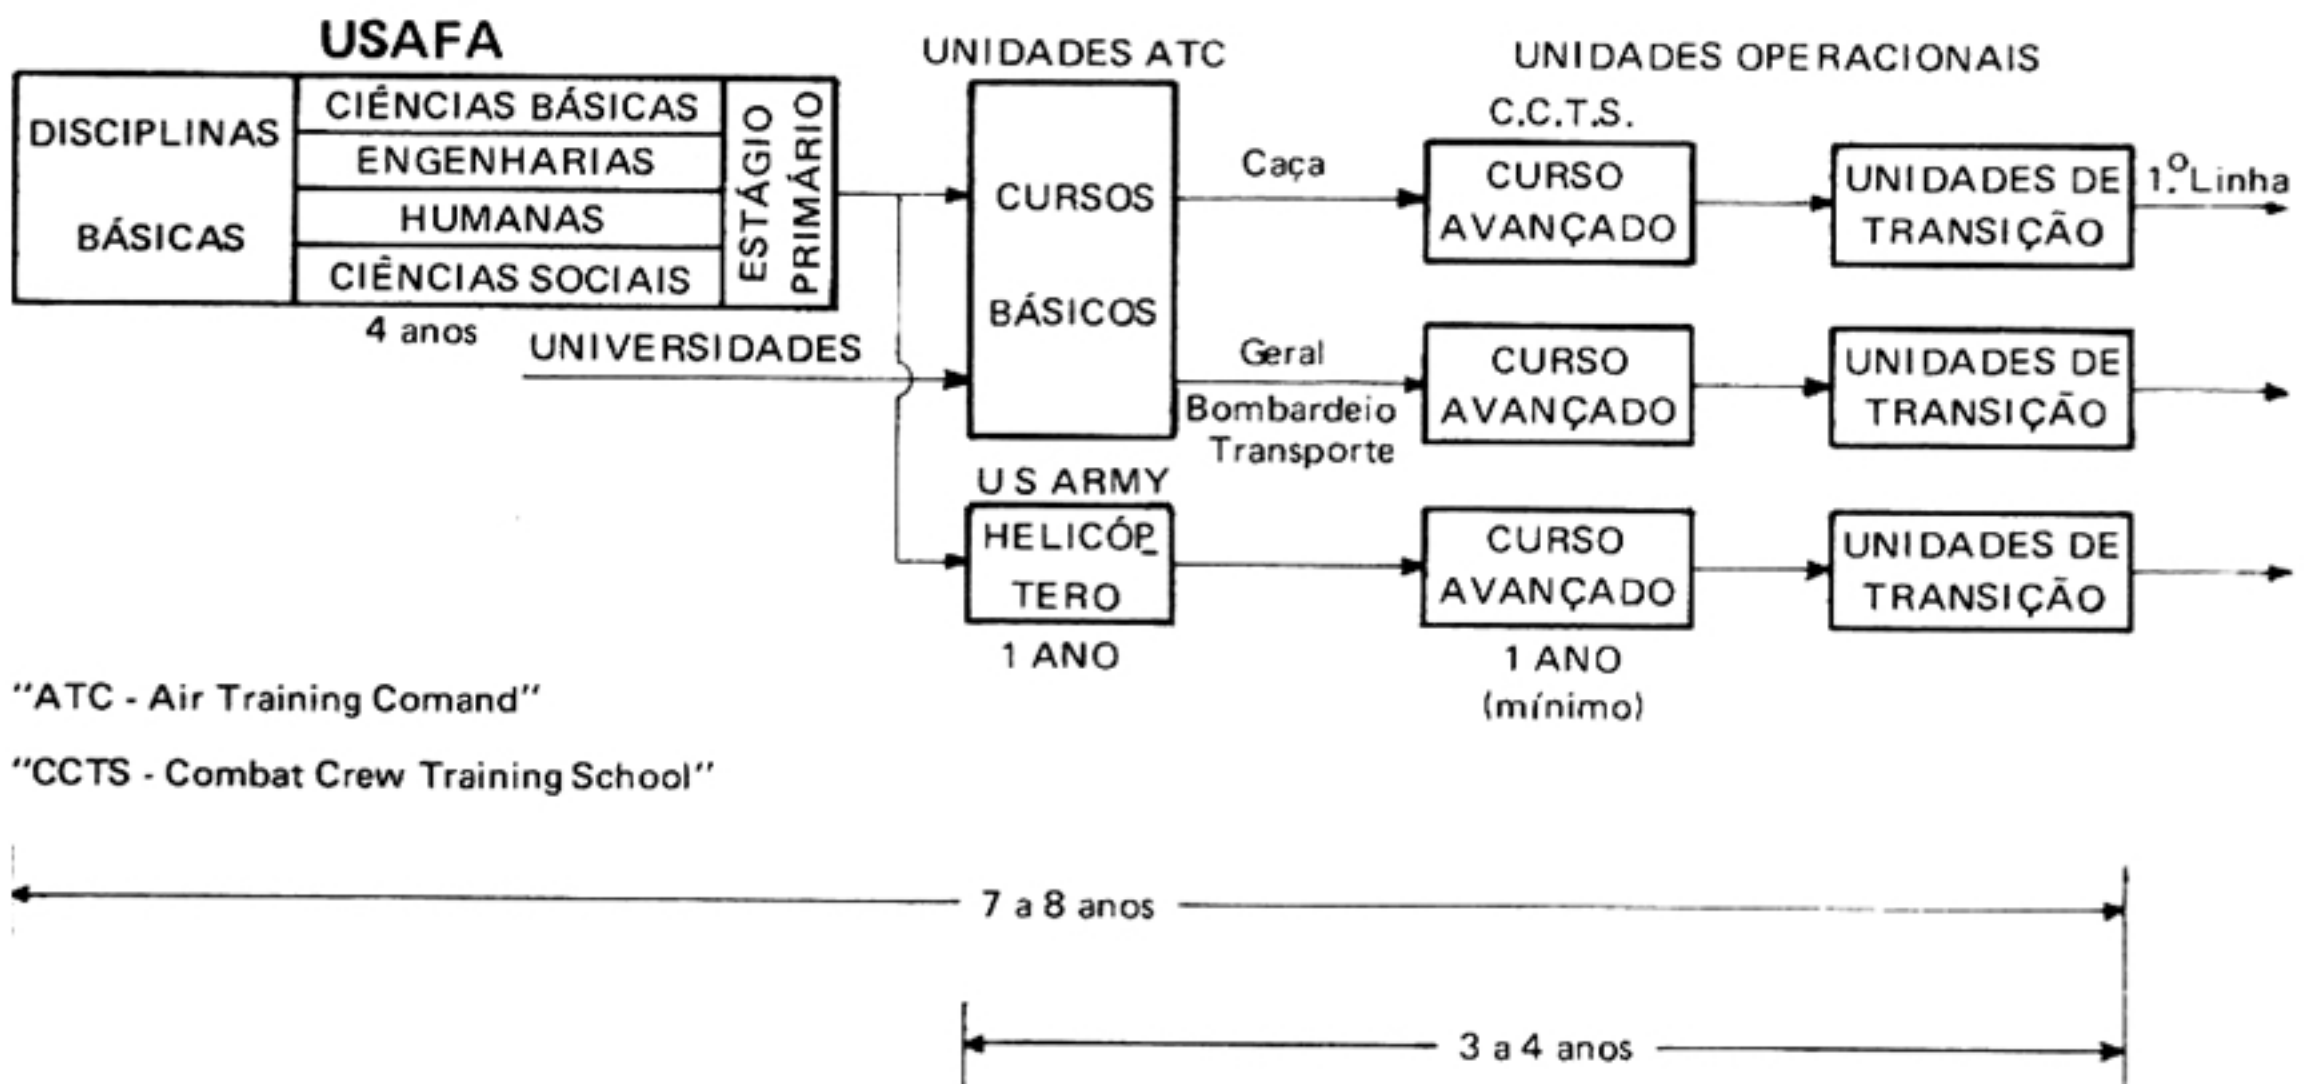 USAFA
DISCIPLINAS
BÁSICAS
CIÊNCIAS BÁSICAS
ENGENHARIAS
HUMANAS
CIÊNCIAS SOCIAIS
ESTÁGIO
PRIMÁRIO
4 anos
UNIVERSIDADES
UNIDADES ATC
CURSOS
BÁSICOS
U S ARMY
HELICÓP
TERO
1 ANO
Caça
Geral
Bombardeio
Transporte
UNIDADES OPERACIONAIS
C.C.T.S.
CURSO
AVANÇADO
UNIDADES DE
TRANSIÇÃO
1.º Linha
CURSO
AVANÇADO
UNIDADES DE
TRANSIÇÃO
CURSO
AVANÇADO
1 ANO
(mínimo)
UNIDADES DE
TRANSIÇÃO
"ATC - Air Training Comand"
"CCTS - Combat Crew Training School"
7 a 8 anos
3 a 4 anos